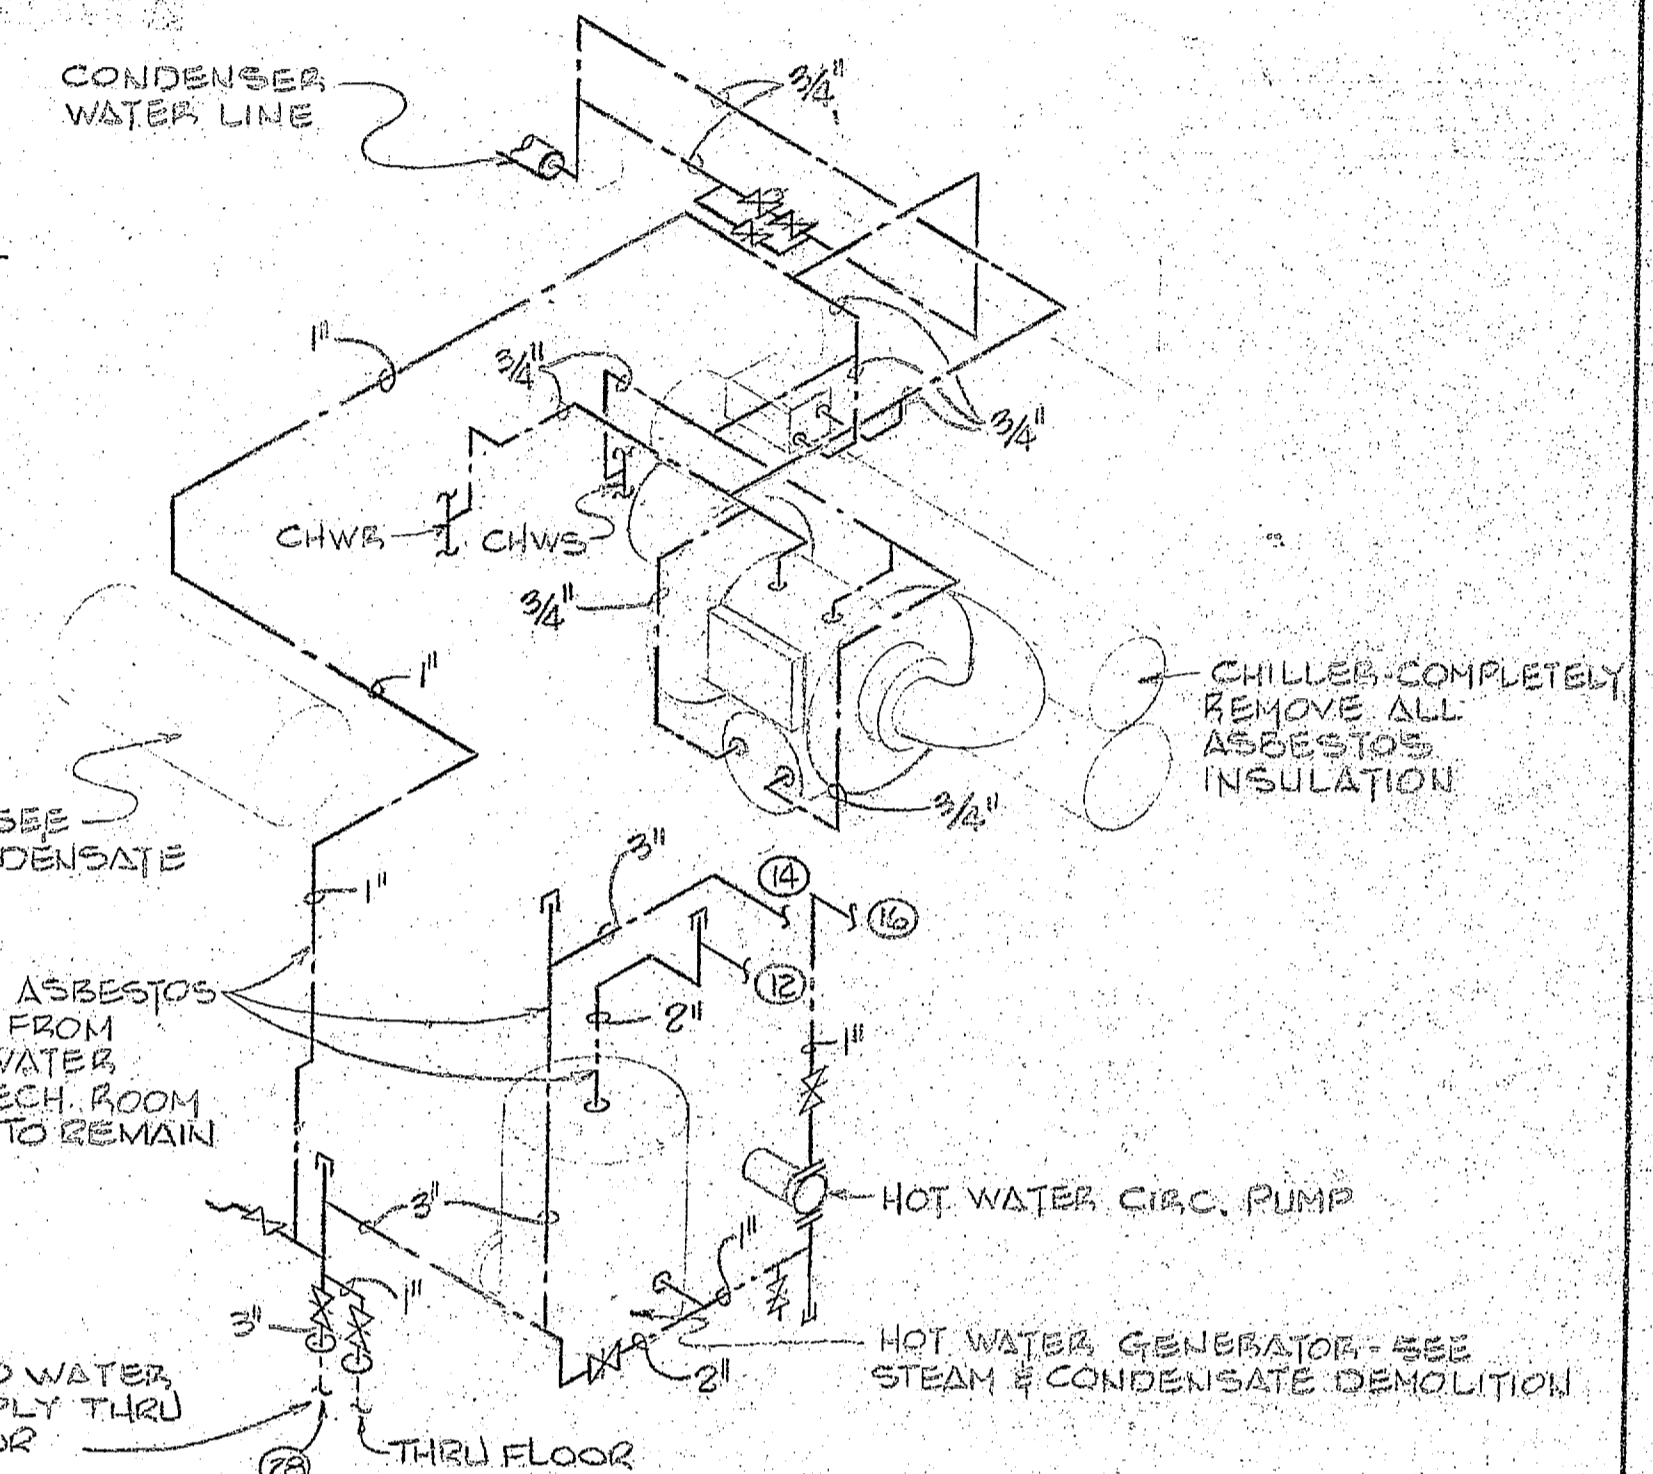 CONDENSER
WATER LINE
3/4"
1"
3/4"
3/4"
CHWR
CHWS
3/4"
1"
CHILLER-COMPLETELY
REMOVE ALL
ASBESTOS
INSULATION
3/4"
SEE
DENSATE
3"
14
16
1"
12
ASBESTOS
FROM
WATER
ECH. ROOM
TO REMAIN
2"
1"
3"
HOT WATER CIRC. PUMP
1"
1"
3"
HOT WATER GENERATOR-SEE
STEAM & CONDENSATE DEMOLITION
2"
D WATER
PLY THRU
OR
28
THRU FLOOR